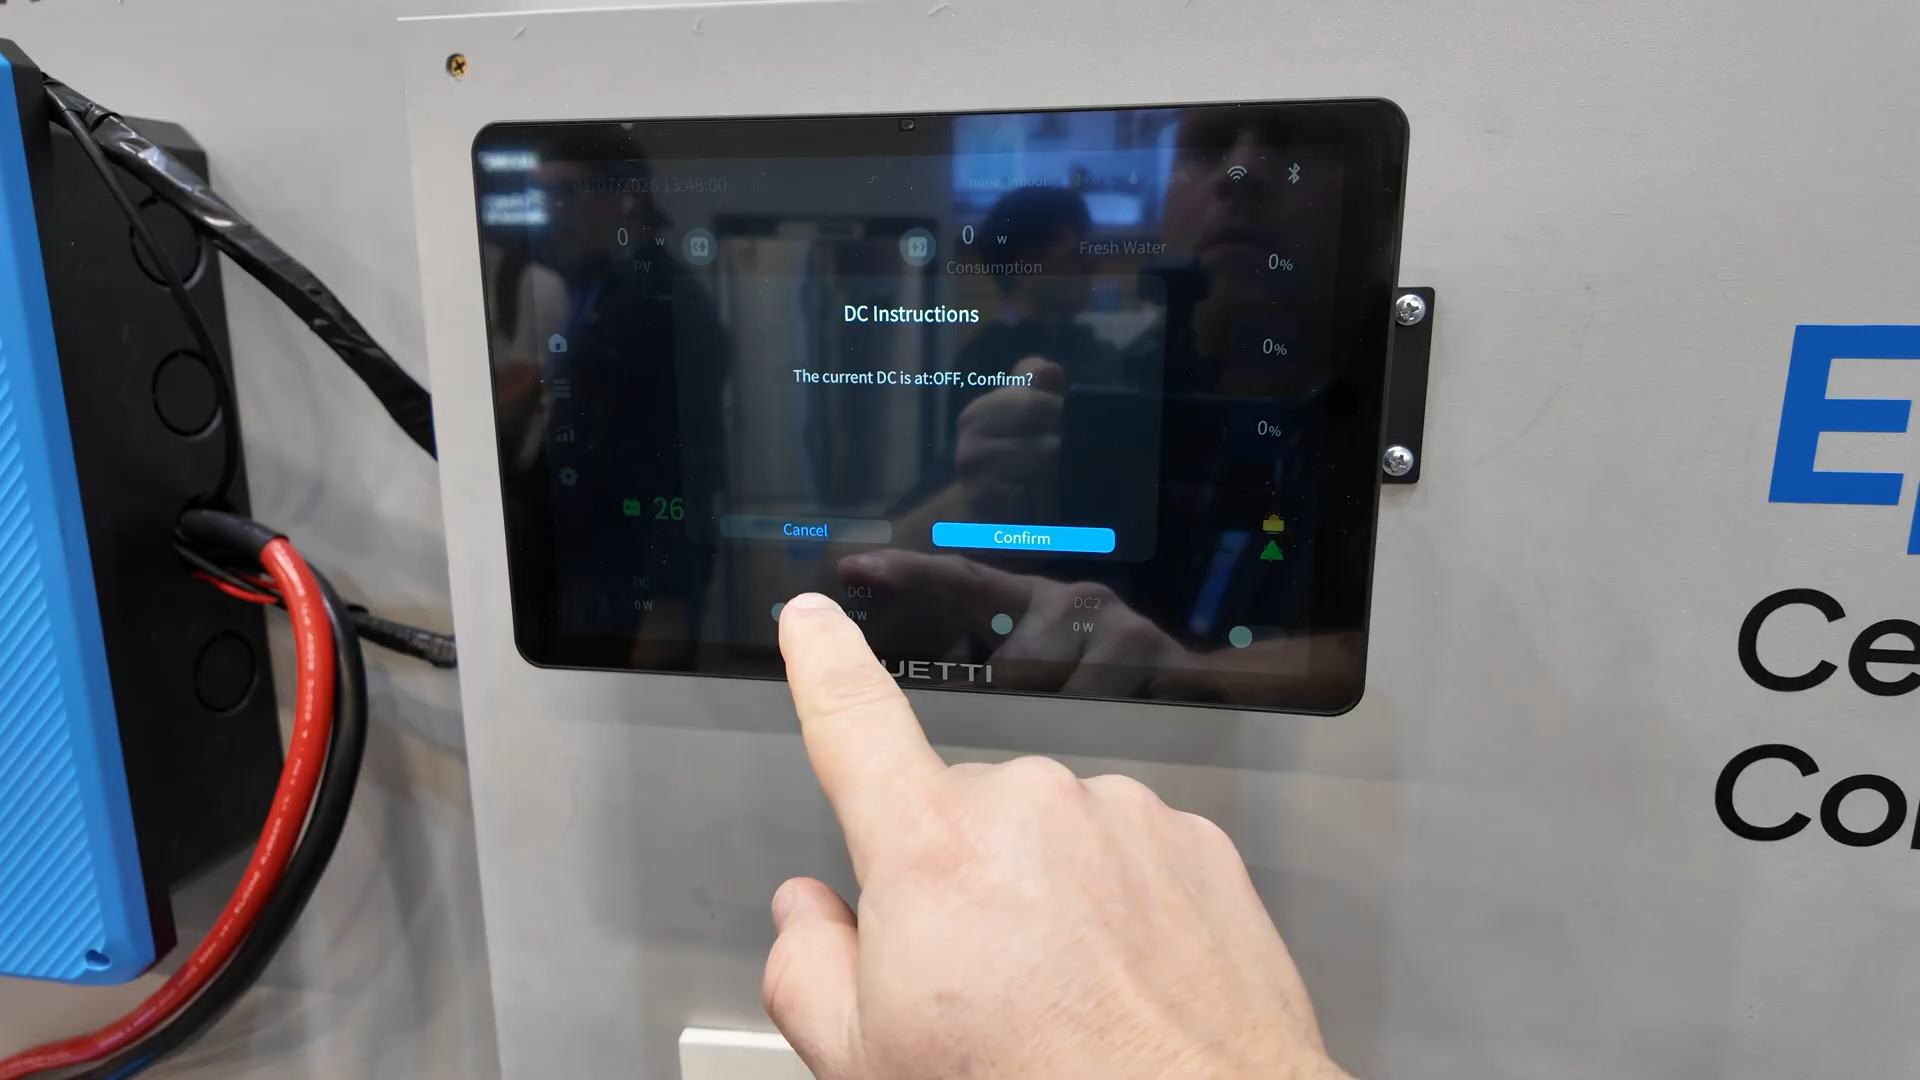 01/07/2026 13:48:00
none Indoor
0 W
PV
0 W
Consumption
Fresh Water
0%
DC Instructions
The current DC is at:OFF, Confirm?
0%
0%
26
Cancel
Confirm
DC
0 W
DC1
0 W
DC2
0 W
UETTI
E
Ce
Co